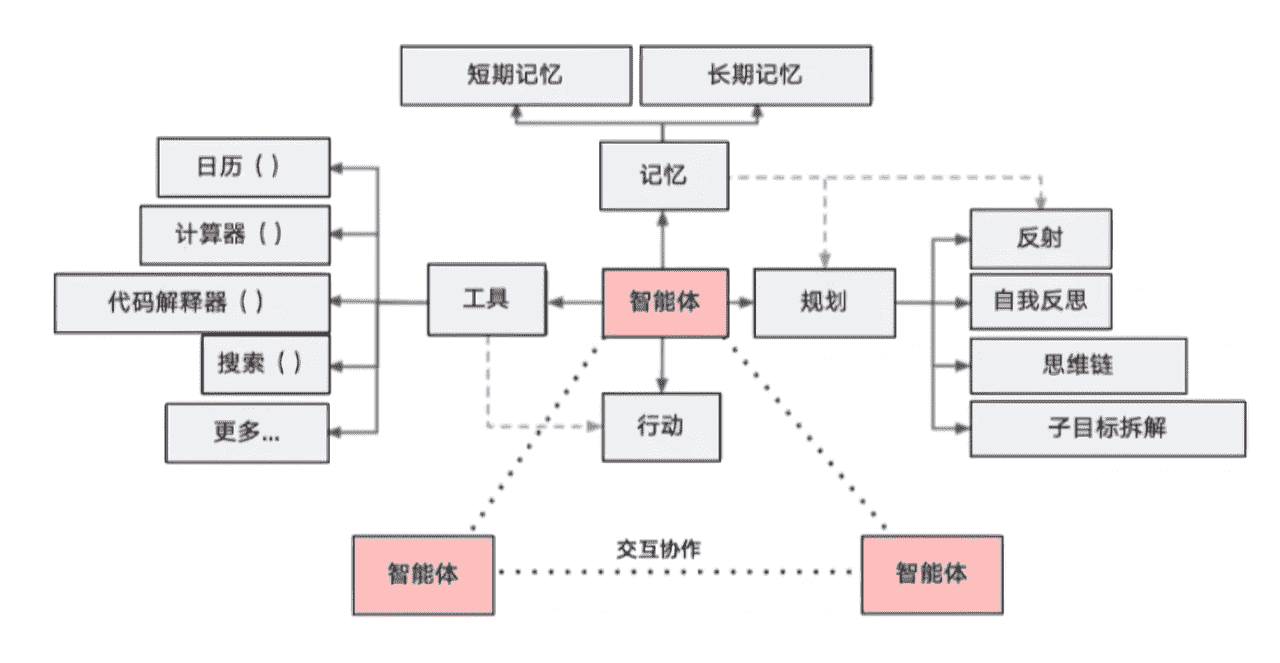 短期记忆
长期记忆
日历（）
记忆
计算器（）
反射
代码解释器（）
工具
智能体
规划
自我反思
搜索（）
思维链
更多...
行动
子目标拆解
交互协作
智能体
智能体